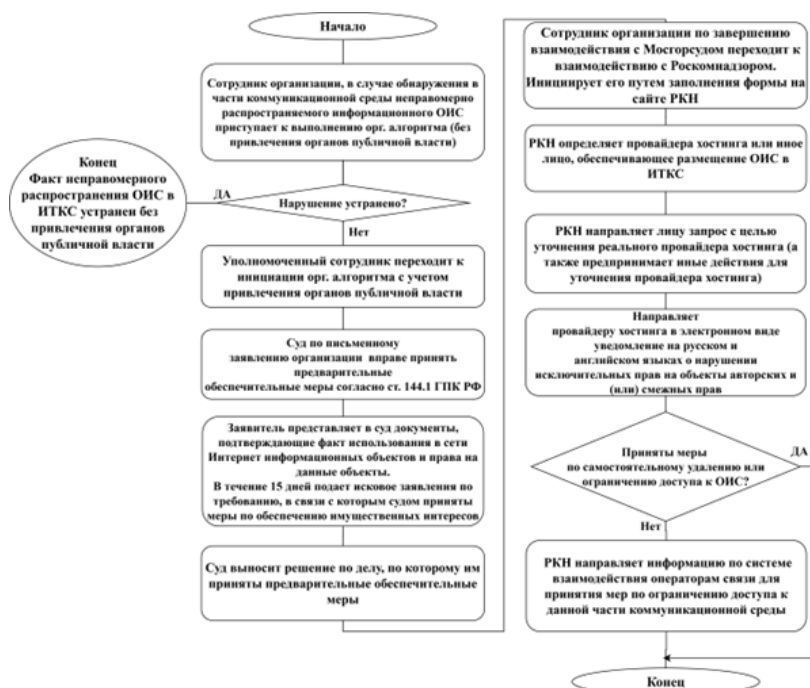 Начало
Сотрудник организации, в случае обнаружения в
части коммуникационной среды неправомерно
распространяемого информационного ОИС
приступает к выполнению орг. алгоритма (без
привлечения органов публичной власти)
Конец
Факт неправомерного
распространения ОИС в
ИТКС устранен без
привлечения органов
публичной власти
ДА
Нарушение устранено?
Нет
Уполномоченный сотрудник переходит к
инициации орг. алгоритма с учетом
привлечения органов публичной власти
Суд по письменному
заявлению организации вправе принять
предварительные
обеспечительные меры согласно ст. 144.1 ГПК РФ
Заявитель представляет в суд документы,
подтверждающие факт использования в сети
Интернет информационных объектов и права на
данные объекты.
В течение 15 дней подает исковое заявления по
требованию, в связи с которым судом приняты
меры по обеспечению имущественных интересов
Суд выносит решение по делу, по которому им
приняты предварительные обеспечительные
меры
Сотрудник организации по завершению
взаимодействия с Мосгорсудом переходит к
взаимодействию с Роскомнадзором.
Инициирует его путем заполнения формы на
сайте РКН
РКН определяет провайдера хостинга или иное
лицо, обеспечивающее размещение ОИС в
ИТКС
РКН направляет лицу запрос с целью
уточнения реального провайдера хостинга (а
также предпринимает иные действия для
уточнения провайдера хостинга)
Направляет
провайдеру хостинга в электронном виде
уведомление на русском и
английском языках о нарушении
исключительных прав на объекты авторских и
(или) смежных прав
Приняты меры
по самостоятельному удалению или
ограничению доступа к ОИС?
ДА
Нет
РКН направляет информацию по системе
взаимодействия операторам связи для
принятия мер по ограничению доступа к
данной части коммуникационной среды
Конец